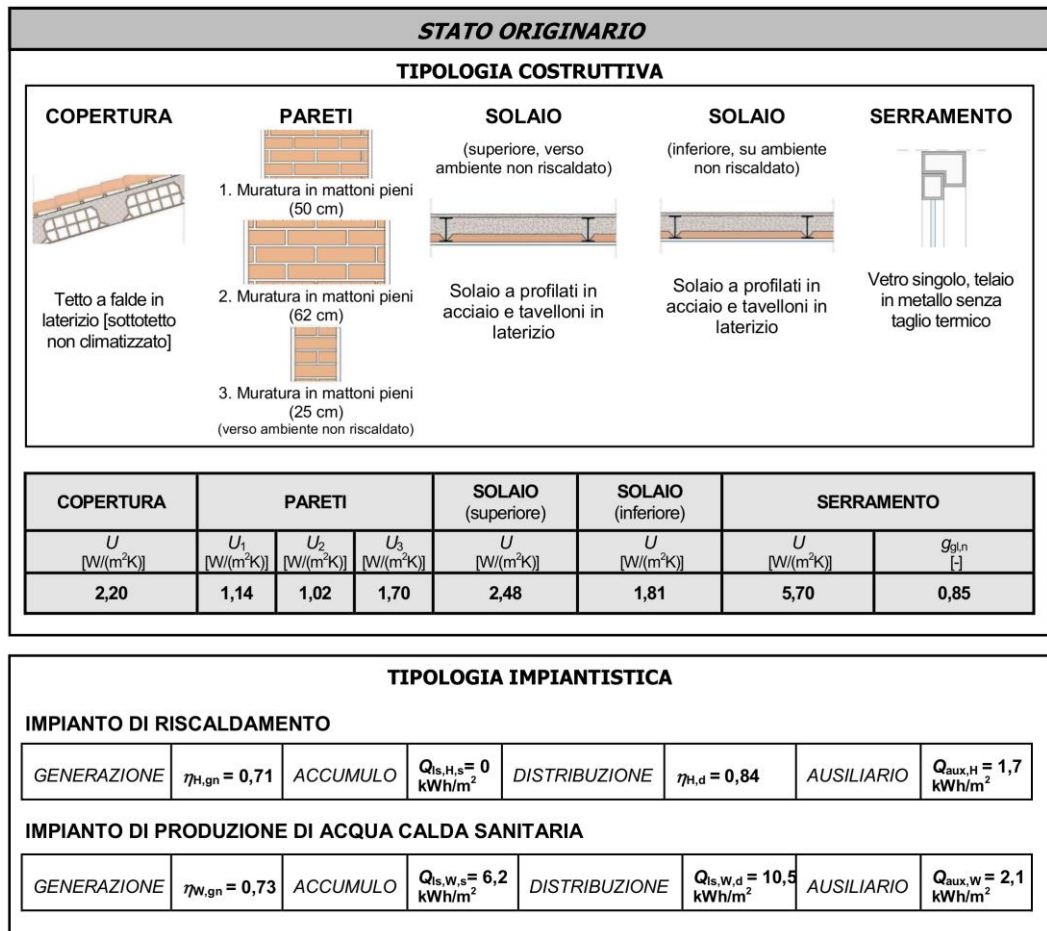 STATO ORIGINARIO
TIPOLOGIA COSTRUTTIVA
COPERTURA
Tetto a falde in
laterizio [sottotetto
non climatizzato]
PARETI
1. Muratura in mattoni pieni
(50 cm)
2. Muratura in mattoni pieni
(62 cm)
3. Muratura in mattoni pieni
(25 cm)
(verso ambiente non riscaldato)
SOLAIO
(superiore, verso
ambiente non riscaldato)
Solaio a profilati in
acciaio e tavelloni in
laterizio
SOLAIO
(inferiore, su ambiente
non riscaldato)
Solaio a profilati in
acciaio e tavelloni in
laterizio
SERRAMENTO
Vetro singolo, telaio
in metallo senza
taglio termico
COPERTURA PARETI SOLAIO (superiore) SOLAIO (inferiore) SERRAMENTO
U [W/(m²K)] U1 [W/(m²K)] U2 [W/(m²K)] U3 [W/(m²K)] U [W/(m²K)] U [W/(m²K)] U [W/(m²K)] ggl,n [-]
2,20 1,14 1,02 1,70 2,48 1,81 5,70 0,85
TIPOLOGIA IMPIANTISTICA
IMPIANTO DI RISCALDAMENTO
GENERAZIONE ηH,gn = 0,71 ACCUMULO Qls,H,s = 0 kWh/m² DISTRIBUZIONE ηH,d = 0,84 AUSILIARIO Qaux,H = 1,7 kWh/m²
IMPIANTO DI PRODUZIONE DI ACQUA CALDA SANITARIA
GENERAZIONE ηW,gn = 0,73 ACCUMULO Qls,W,s = 6,2 kWh/m² DISTRIBUZIONE Qls,W,d = 10,5 kWh/m² AUSILIARIO Qaux,W = 2,1 kWh/m²